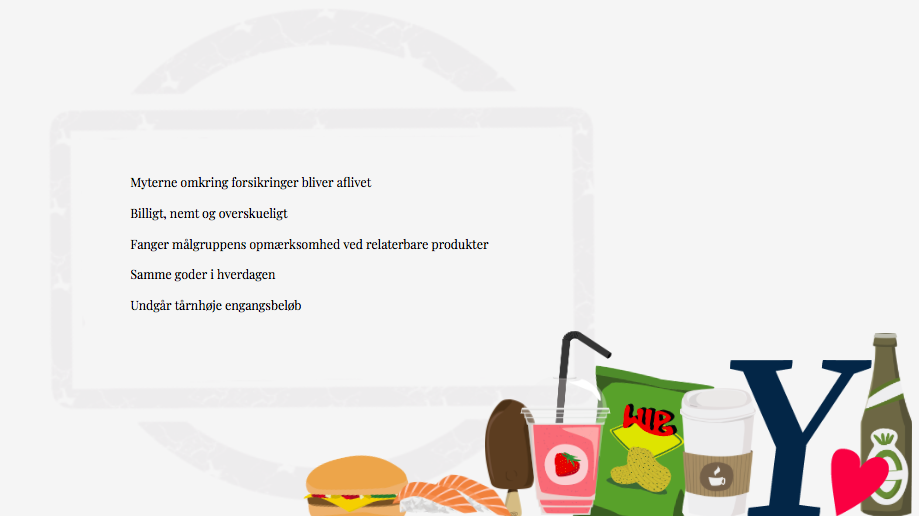 Myterne omkring forsikringer bliver aflivet
Billigt, nemt og overskueligt
Fanger målgruppens opmærksomhed ved relaterbare produkter
Samme goder i hverdagen
Undgår tårnhøje engangsbeløb
Y